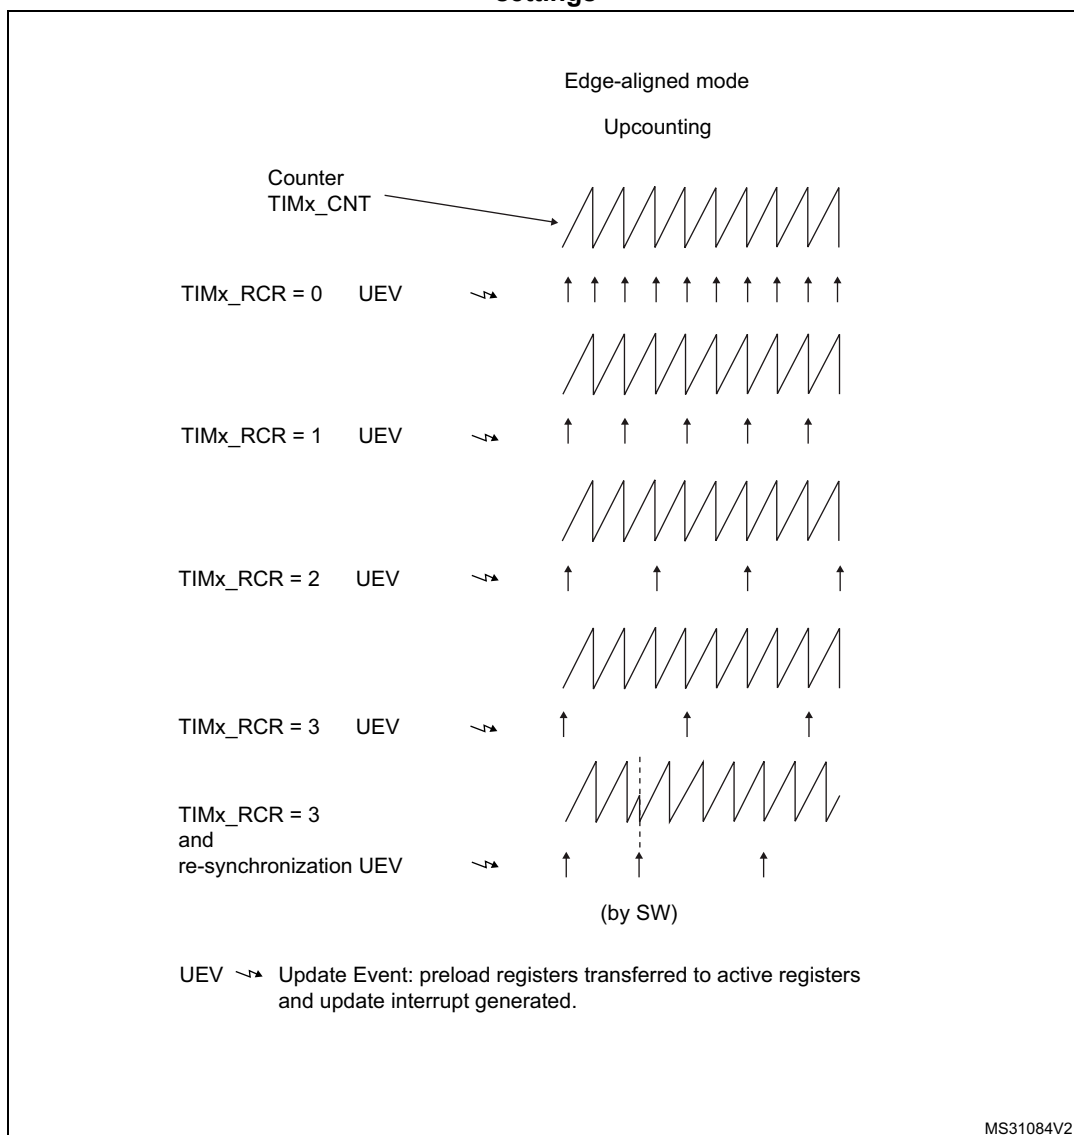 Edge-aligned mode
Upcounting
Counter
TIMx_CNT
TIMx_RCR = 0 UEV
TIMx_RCR = 1 UEV
TIMx_RCR = 2 UEV
TIMx_RCR = 3 UEV
TIMx_RCR = 3
and
re-synchronization UEV
(by SW)
UEV Update Event: preload registers transferred to active registers
and update interrupt generated.
MS31084V2